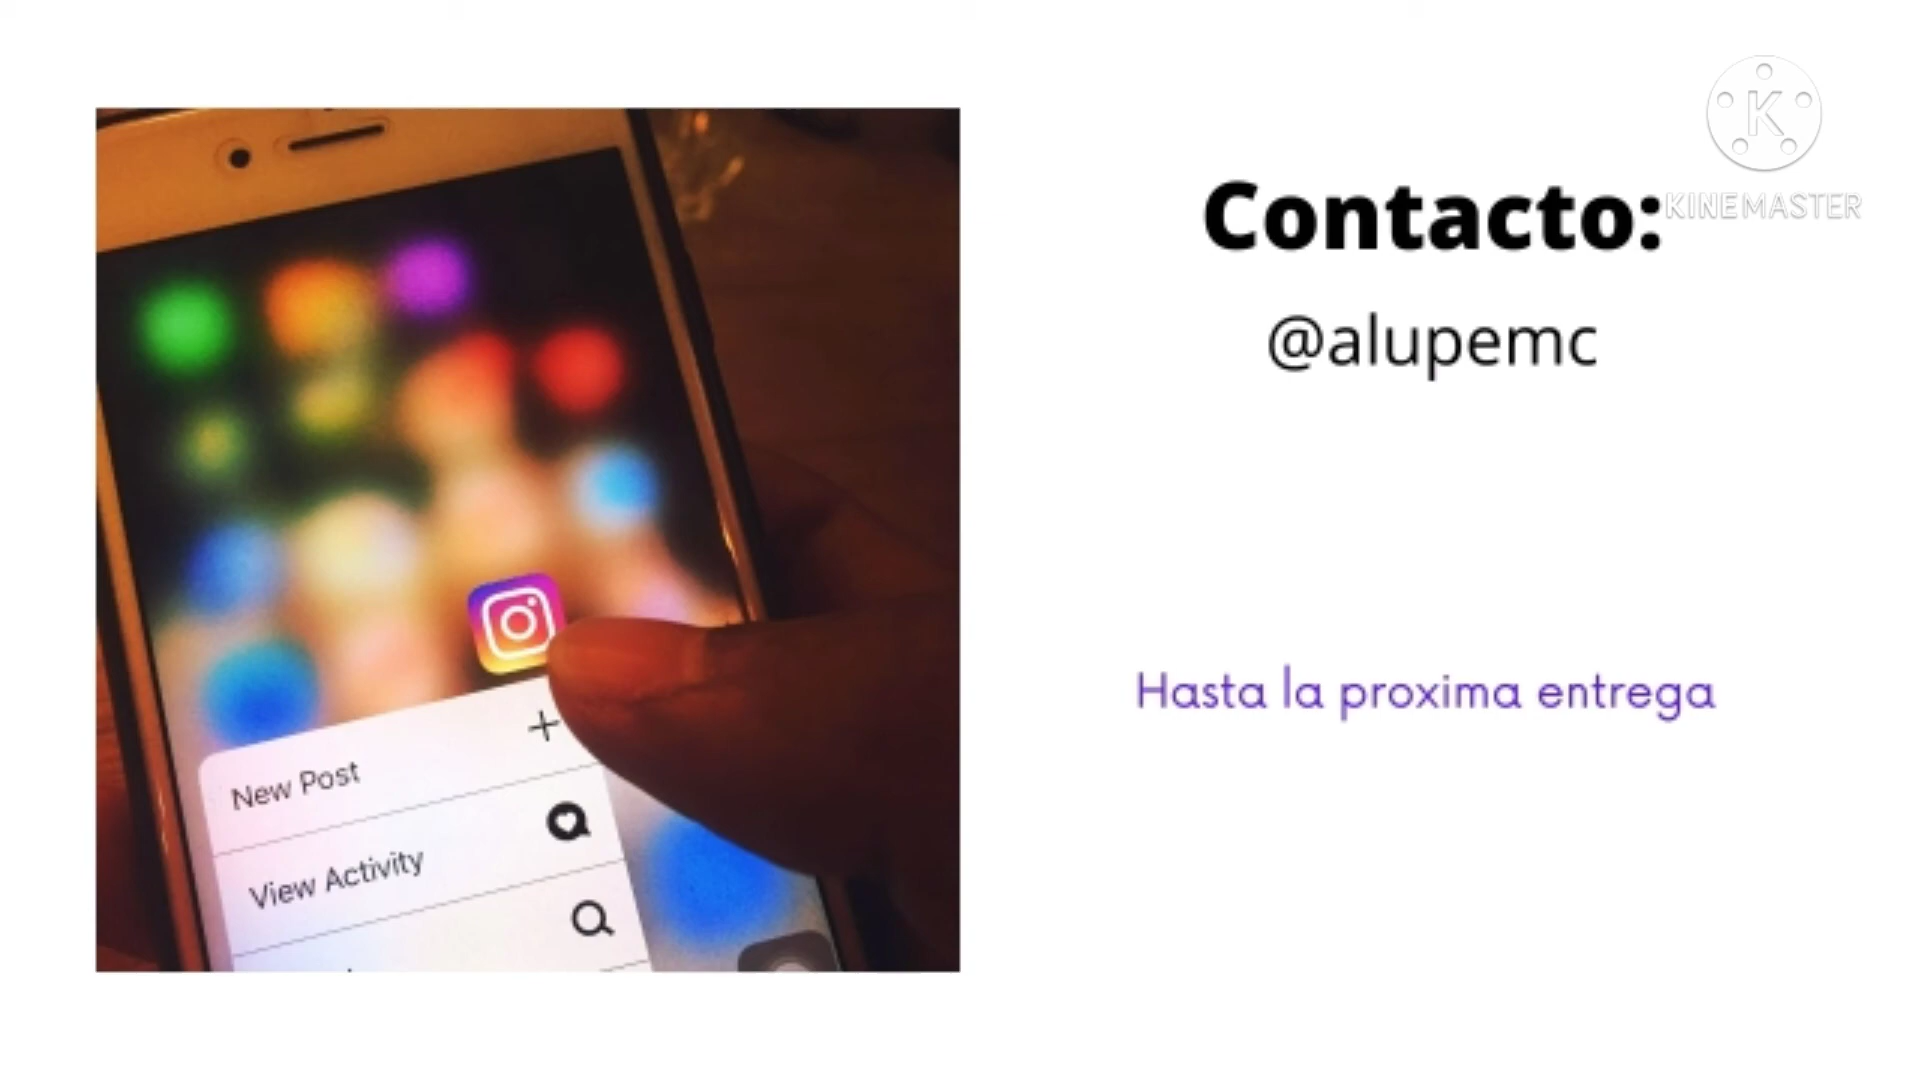 K
KINEMASTER
Contacto:
@alupemc
Hasta la proxima entrega
New Post
View Activity